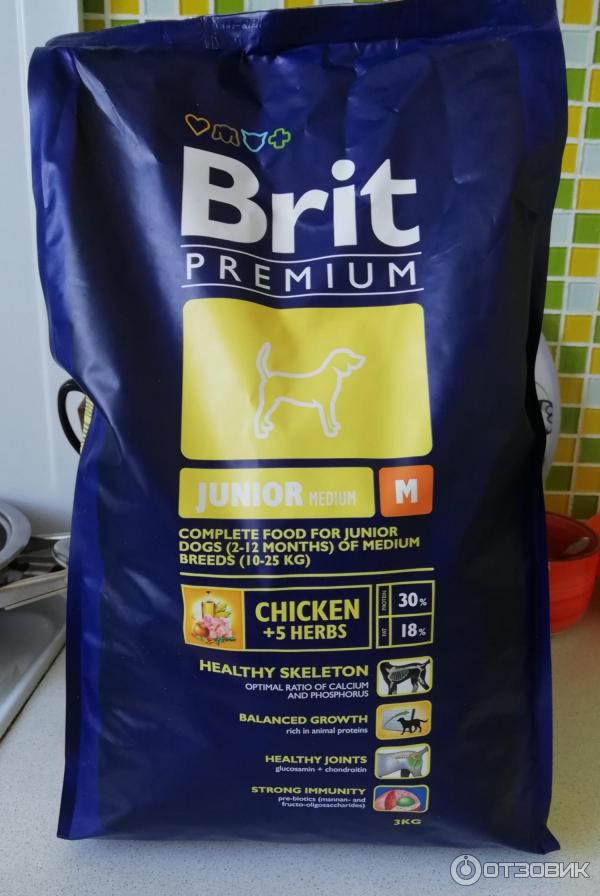 Brit
PREMIUM
JUNIOR MEDIUM M
COMPLETE FOOD FOR JUNIOR
DOGS (2-12 MONTHS) OF MEDIUM
BREEDS (10-25 KG)
CHICKEN
+5 HERBS
PROTEIN 30%
FAT 18%
HEALTHY SKELETON
OPTIMAL RATIO OF CALCIUM
AND PHOSPHORUS
BALANCED GROWTH
rich in animal proteins
HEALTHY JOINTS
glucosamin + chondroitin
STRONG IMMUNITY
pre-biotics (mannan- and
fructo-oligosaccharides)
3KG
ОТЗОВИК